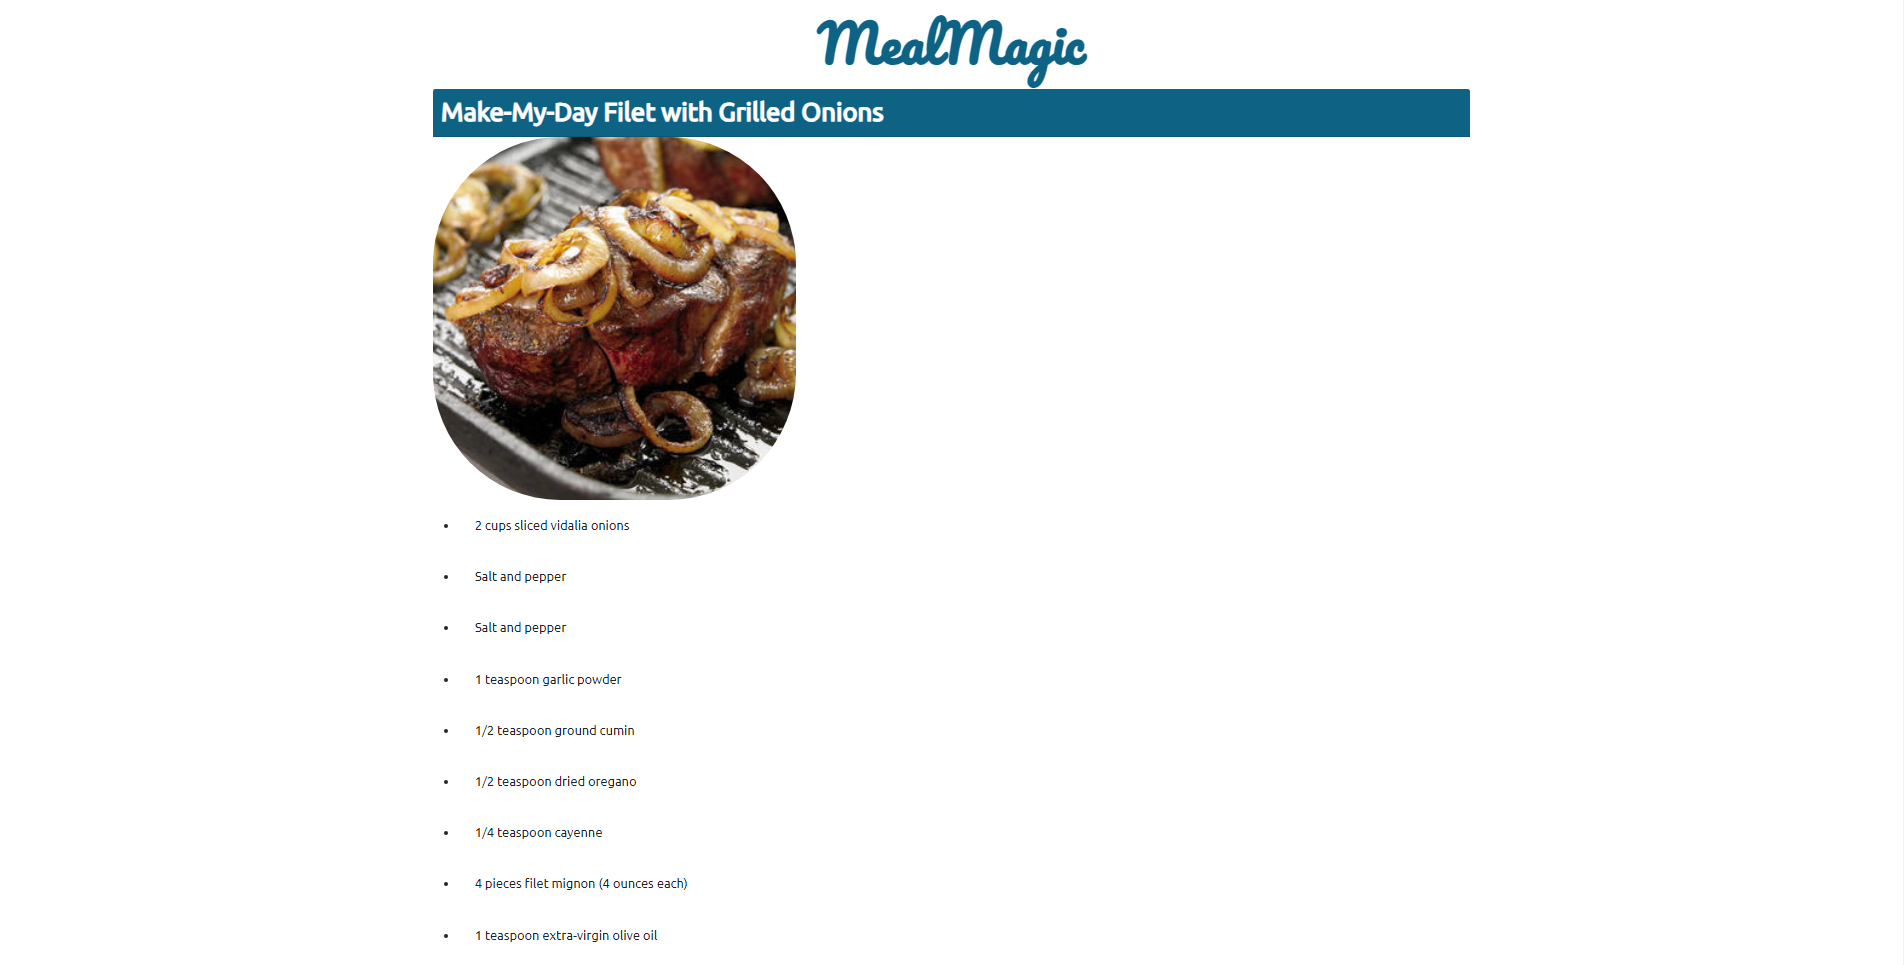 MealMagic
Make-My-Day Filet with Grilled Onions
2 cups sliced vidalia onions
Salt and pepper
Salt and pepper
1 teaspoon garlic powder
1/2 teaspoon ground cumin
1/2 teaspoon dried oregano
1/4 teaspoon cayenne
4 pieces filet mignon (4 ounces each)
1 teaspoon extra-virgin olive oil